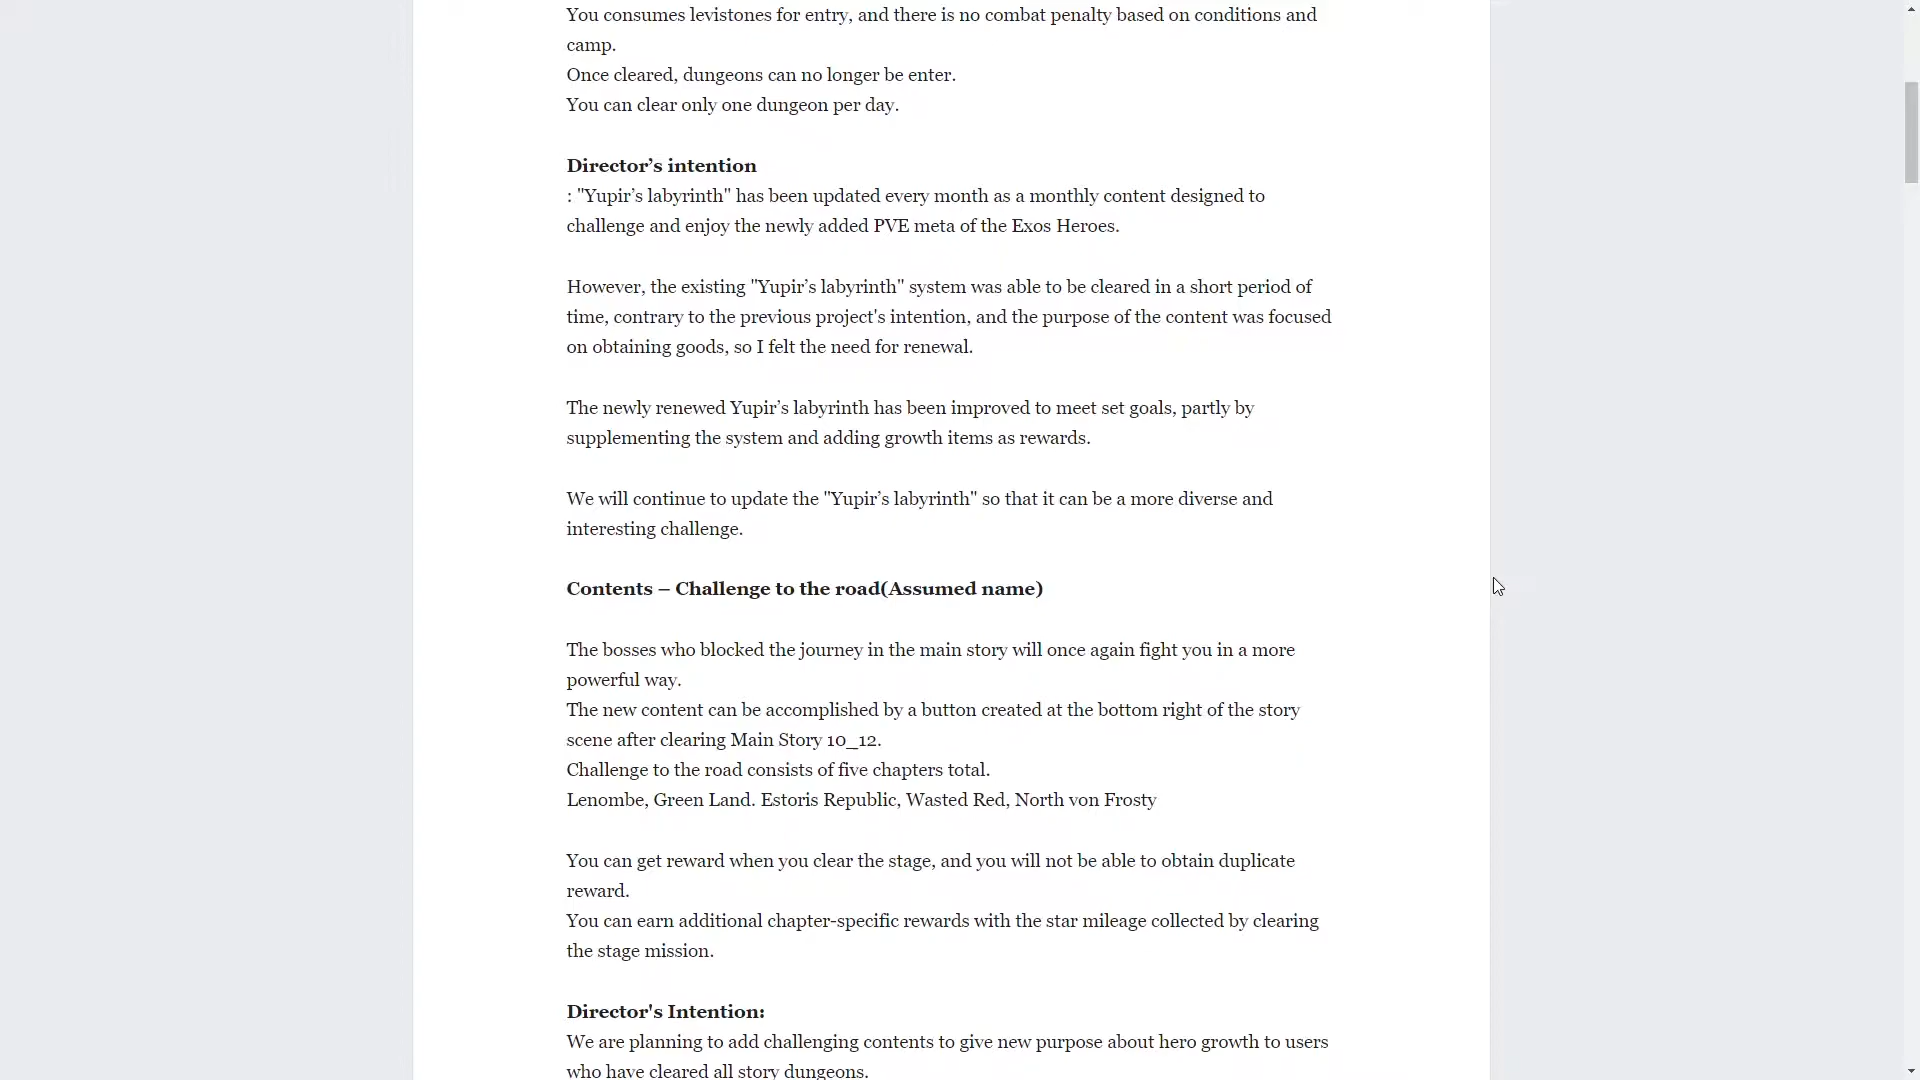 You consumes levistones for entry, and there is no combat penalty based on conditions and
camp.
Once cleared, dungeons can no longer be enter.
You can clear only one dungeon per day.
Director’s intention
: "Yupir’s labyrinth" has been updated every month as a monthly content designed to
challenge and enjoy the newly added PVE meta of the Exos Heroes.
However, the existing "Yupir’s labyrinth" system was able to be cleared in a short period of
time, contrary to the previous project's intention, and the purpose of the content was focused
on obtaining goods, so I felt the need for renewal.
The newly renewed Yupir’s labyrinth has been improved to meet set goals, partly by
supplementing the system and adding growth items as rewards.
We will continue to update the "Yupir’s labyrinth" so that it can be a more diverse and
interesting challenge.
Contents – Challenge to the road(Assumed name)
The bosses who blocked the journey in the main story will once again fight you in a more
powerful way.
The new content can be accomplished by a button created at the bottom right of the story
scene after clearing Main Story 10_12.
Challenge to the road consists of five chapters total.
Lenombe, Green Land. Estoris Republic, Wasted Red, North von Frosty
You can get reward when you clear the stage, and you will not be able to obtain duplicate
reward.
You can earn additional chapter-specific rewards with the star mileage collected by clearing
the stage mission.
Director's Intention:
We are planning to add challenging contents to give new purpose about hero growth to users
who have cleared all story dungeons.